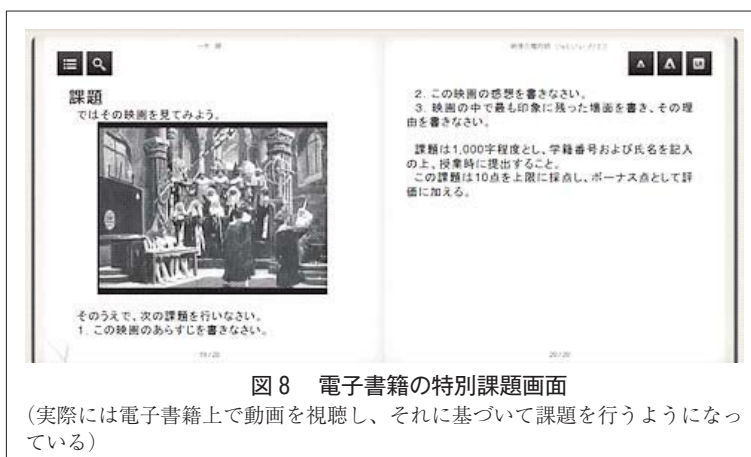 課題
ではその映画を見てみよう。
そのうえで、次の課題を行いなさい。
1. この映画のあらすじを書きなさい。
19 / 20
2. この映画の感想を書きなさい。
3. 映画の中で最も印象に残った場面を書き、その理
由を書きなさい。
課題は1,000字程度とし、学籍番号および氏名を記入
の上、授業時に提出すること。
この課題は10点を上限に採点し、ボーナス点として評
価に加える。
20 / 20
図8 電子書籍の特別課題画面
(実際には電子書籍上で動画を視聴し、それに基づいて課題を行うようになっ
ている)